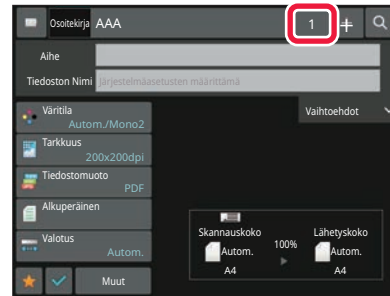 Osoitekirja AAA 1 +
Aihe
Tiedoston Nimi Järjestelmäasetusten määrittämä
Väritila
Autom./Mono2
Vaihtoehdot
Tarkkuus
200x200dpi
Tiedostomuoto
PDF
Alkuperäinen
Valotus
Autom.
Skannauskoko Lähetyskoko
Autom. 100% Autom.
A4 A4
Muut